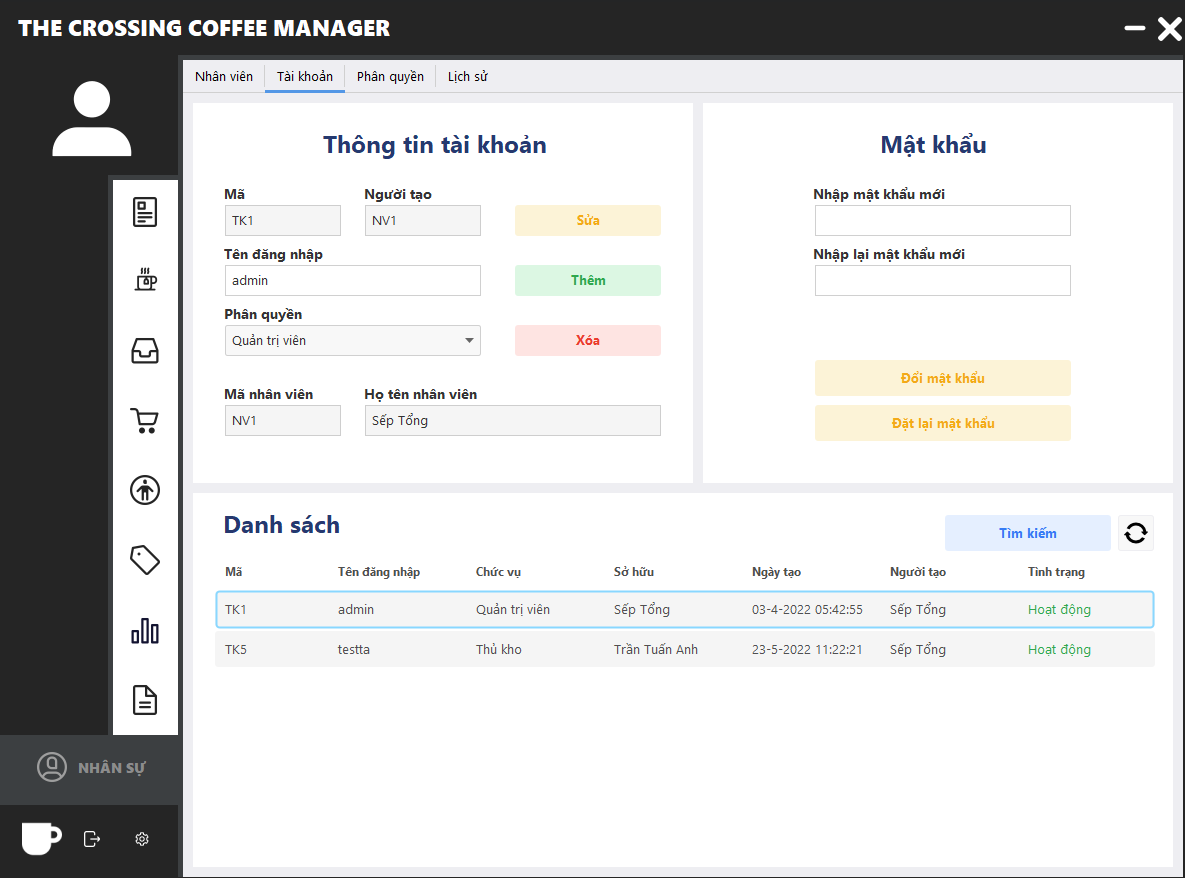 THE CROSSING COFFEE MANAGER
Nhân viên Tài khoản Phân quyền Lịch sử
Thông tin tài khoản
Mã Người tạo
TK1 NV1 Sửa
Tên đăng nhập
admin Thêm
Phân quyền
Quản trị viên Xóa
Mã nhân viên Họ tên nhân viên
NV1 Sếp Tổng
Mật khẩu
Nhập mật khẩu mới
Nhập lại mật khẩu mới
Đổi mật khẩu
Đặt lại mật khẩu
Danh sách
Tìm kiếm
Mã Tên đăng nhập Chức vụ Sở hữu Ngày tạo Người tạo Tình trạng
TK1 admin Quản trị viên Sếp Tổng 03-4-2022 05:42:55 Sếp Tổng Hoạt động
TK5 testta Thủ kho Trần Tuấn Anh 23-5-2022 11:22:21 Sếp Tổng Hoạt động
NHÂN SỰ